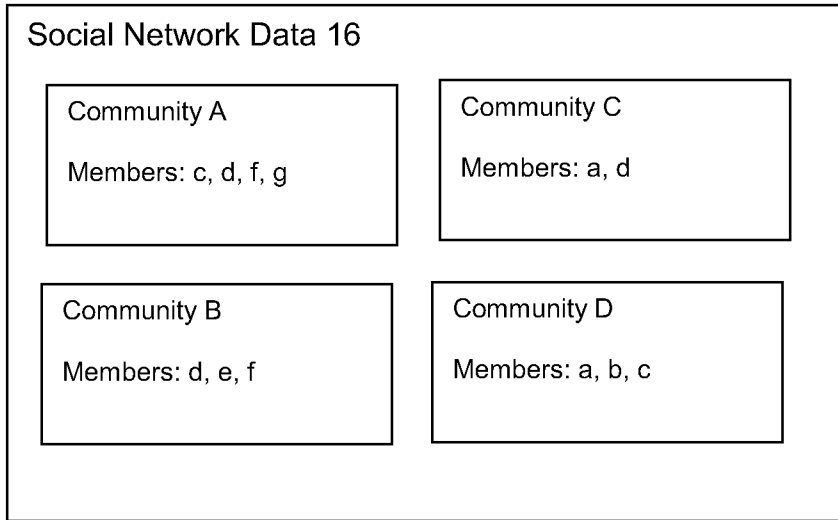 Social Network Data 16
Community A
Members: c, d, f, g
Community C
Members: a, d
Community B
Members: d, e, f
Community D
Members: a, b, c